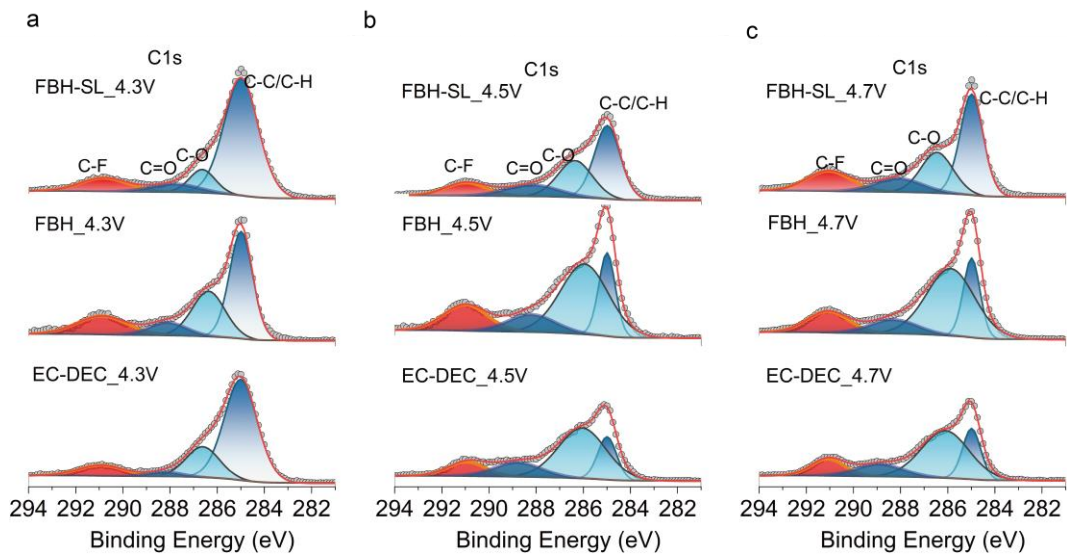 a
C1s
FBH-SL_4.3V
C-C/C-H
C-F
C=O
C-O
FBH_4.3V
EC-DEC_4.3V
294 292 290 288 286 284 282
Binding Energy (eV)
b
C1s
FBH-SL_4.5V
C-C/C-H
C-F
C=O
C-O
FBH_4.5V
EC-DEC_4.5V
294 292 290 288 286 284 282
Binding Energy (eV)
c
C1s
FBH-SL_4.7V
C-C/C-H
C-O
C-F
C=O
FBH_4.7V
EC-DEC_4.7V
294 292 290 288 286 284 282
Binding Energy (eV)